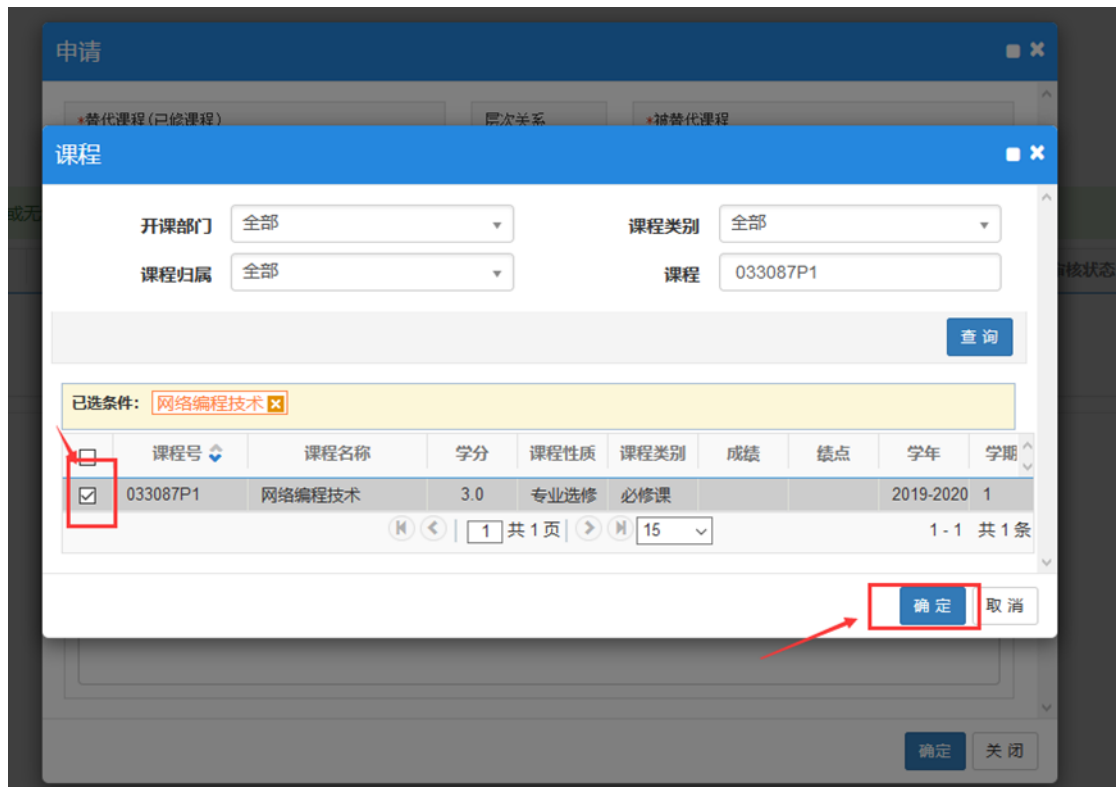 申请
*替代课程(已修课程) 层次关系 *被替代课程
课程
或无
开课部门 全部 课程类别 全部
课程归属 全部 课程 033087P1
审核状态
查询
已选条件： 网络编程技术
课程号 课程名称 学分 课程性质 课程类别 成绩 绩点 学年 学期
033087P1 网络编程技术 3.0 专业选修 必修课 2019-2020 1
1 共 1 页 15 1 - 1 共 1 条
确定 取消
确定 关闭